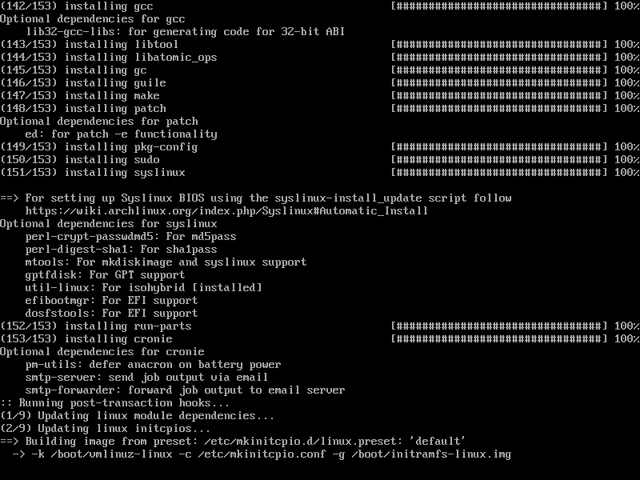 (142/153) installing gcc [################################] 100%
Optional dependencies for gcc
lib32-gcc-libs: for generating code for 32-bit ABI
(143/153) installing libtool [################################] 100%
(144/153) installing libatomic_ops [################################] 100%
(145/153) installing gc [################################] 100%
(146/153) installing guile [################################] 100%
(147/153) installing make [################################] 100%
(148/153) installing patch [################################] 100%
Optional dependencies for patch
ed: for patch -e functionality
(149/153) installing pkg-config [################################] 100%
(150/153) installing sudo [################################] 100%
(151/153) installing syslinux [################################] 100%
==> For setting up Syslinux BIOS using the syslinux-install_update script follow
https://wiki.archlinux.org/index.php/Syslinux#Automatic_Install
Optional dependencies for syslinux
perl-crypt-passwdmd5: For md5pass
perl-digest-sha1: For sha1pass
mtools: For mkdiskimage and syslinux support
gptfdisk: For GPT support
util-linux: For isohybrid [installed]
efibootmgr: For EFI support
dosfstools: For EFI support
(152/153) installing run-parts [################################] 100%
(153/153) installing cronie [################################] 100%
Optional dependencies for cronie
pm-utils: defer anacron on battery power
smtp-server: send job output via email
smtp-forwarder: forward job output to email server
:: Running post-transaction hooks...
(1/9) Updating linux module dependencies...
(2/9) Updating linux initcpios...
==> Building image from preset: /etc/mkinitcpio.d/linux.preset: 'default'
-> -k /boot/vmlinuz-linux -c /etc/mkinitcpio.conf -g /boot/initramfs-linux.img